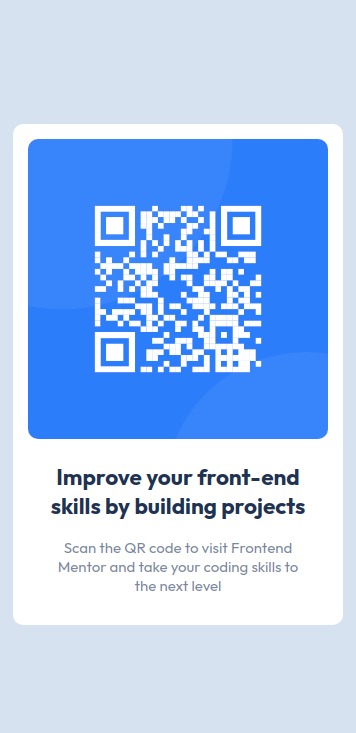 Improve your front-end
skills by building projects
Scan the QR code to visit Frontend
Mentor and take your coding skills to
the next level